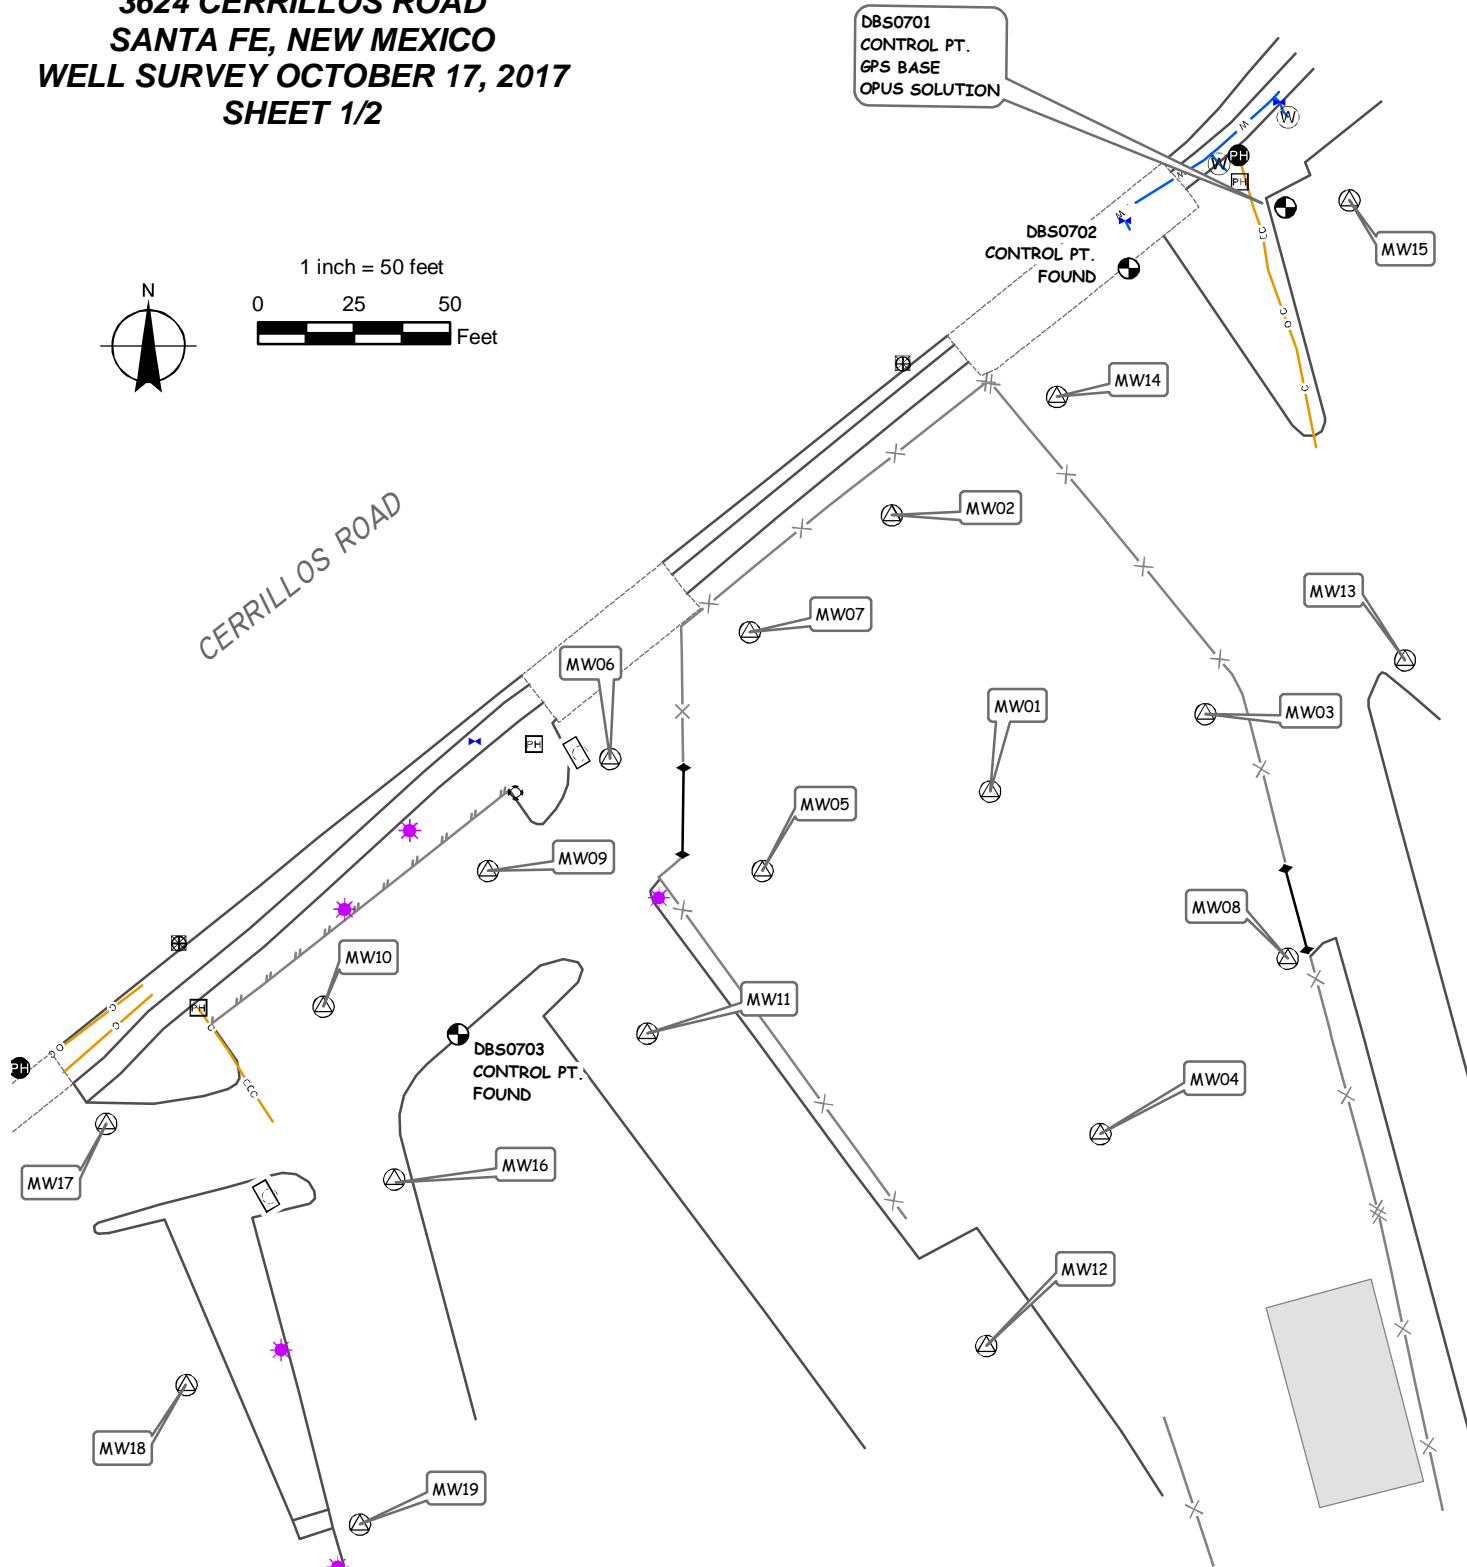 3624 CERRILLOS ROAD
SANTA FE, NEW MEXICO
WELL SURVEY OCTOBER 17, 2017
SHEET 1/2
DBS0701
CONTROL PT.
GPS BASE
OPUS SOLUTION
W
W
PH
W
W
PH
W
MW15
DBS0702
CONTROL PT.
FOUND
C
C
C
O
C
1 inch = 50 feet
N
0 25 50
Feet
MW14
MW02
CERRILLOS ROAD
MW13
MW07
MW06
MW01
MW03
PH
MW05
MW09
MW08
MW10
MW11
PH
C
C
C
O
C
PH
DBS0703
CONTROL PT.
FOUND
C
C
C
MW04
MW17
MW16
MW12
MW18
MW19